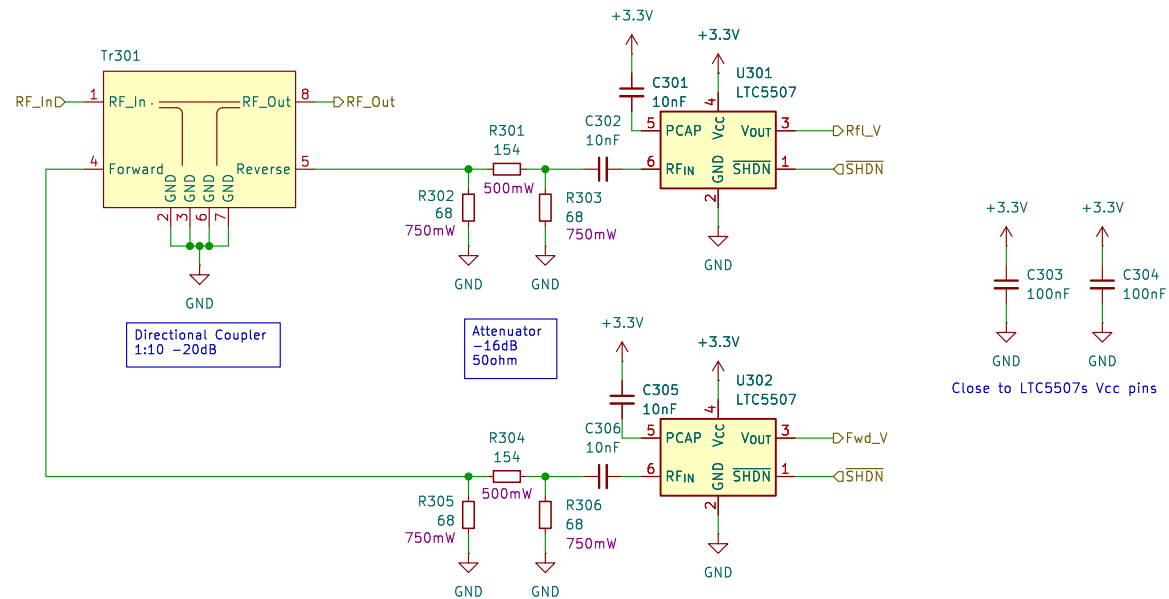 Tr301
RF_In
1
RF_In
RF_Out
8
RF_Out
4
Forward
Reverse
5
GND
GND
GND
GND
2
3
6
7
GND
Directional Coupler
1:10 -20dB
R301
154
500mW
R302
68
750mW
GND
R303
68
750mW
GND
Attenuator
-16dB
50ohm
+3.3V
C301
10nF
C302
10nF
+3.3V
U301
LTC5507
4
5
PCAP
Vcc
VOUT
3
Rfl_V
6
RFIN
GND
SHDN
1
SHDN
2
GND
+3.3V
C303
100nF
GND
+3.3V
C304
100nF
GND
Close to LTC5507s Vcc pins
R304
154
500mW
R305
68
750mW
GND
R306
68
750mW
GND
+3.3V
C305
10nF
C306
10nF
+3.3V
U302
LTC5507
4
5
PCAP
Vcc
VOUT
3
Fwd_V
6
RFIN
GND
SHDN
1
SHDN
2
GND